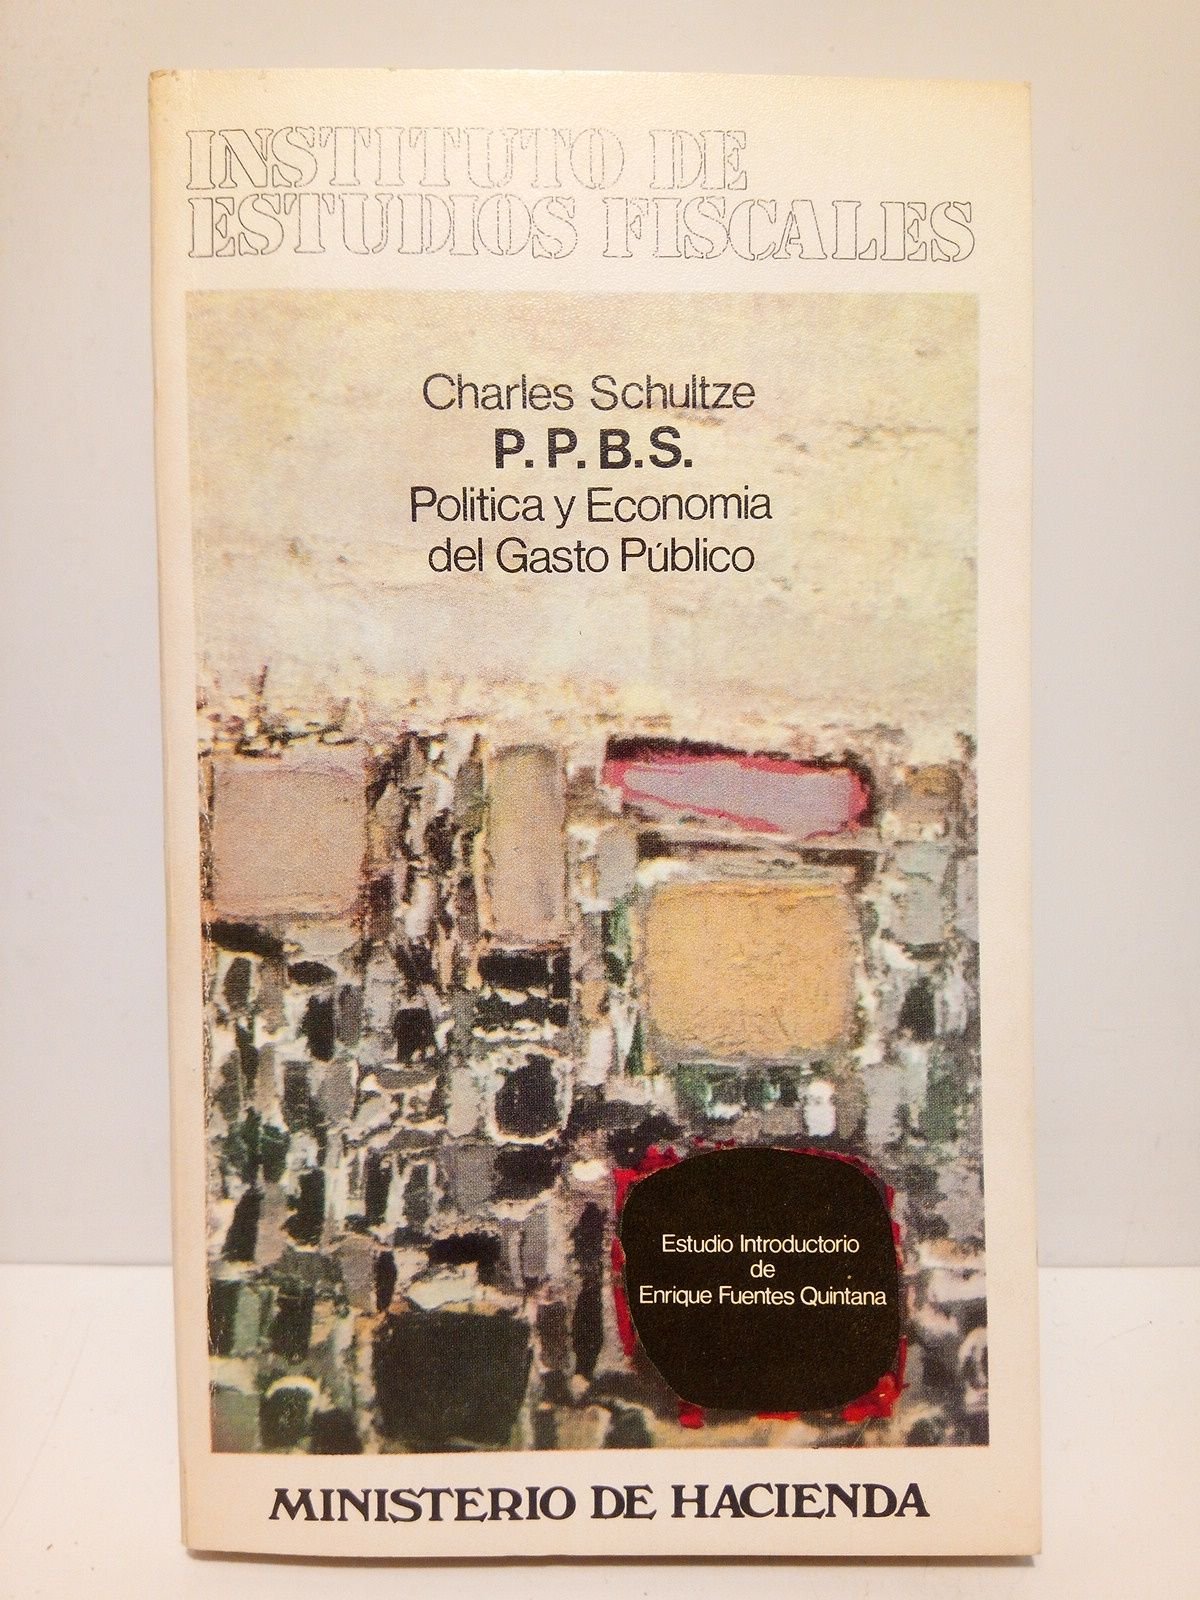 INSTITUTO DE
ESTUDIOS FISCALES
Charles Schultze
P.P.B.S.
Politica y Economia
del Gasto Público
Estudio Introductorio
de
Enrique Fuentes Quintana
MINISTERIO DE HACIENDA